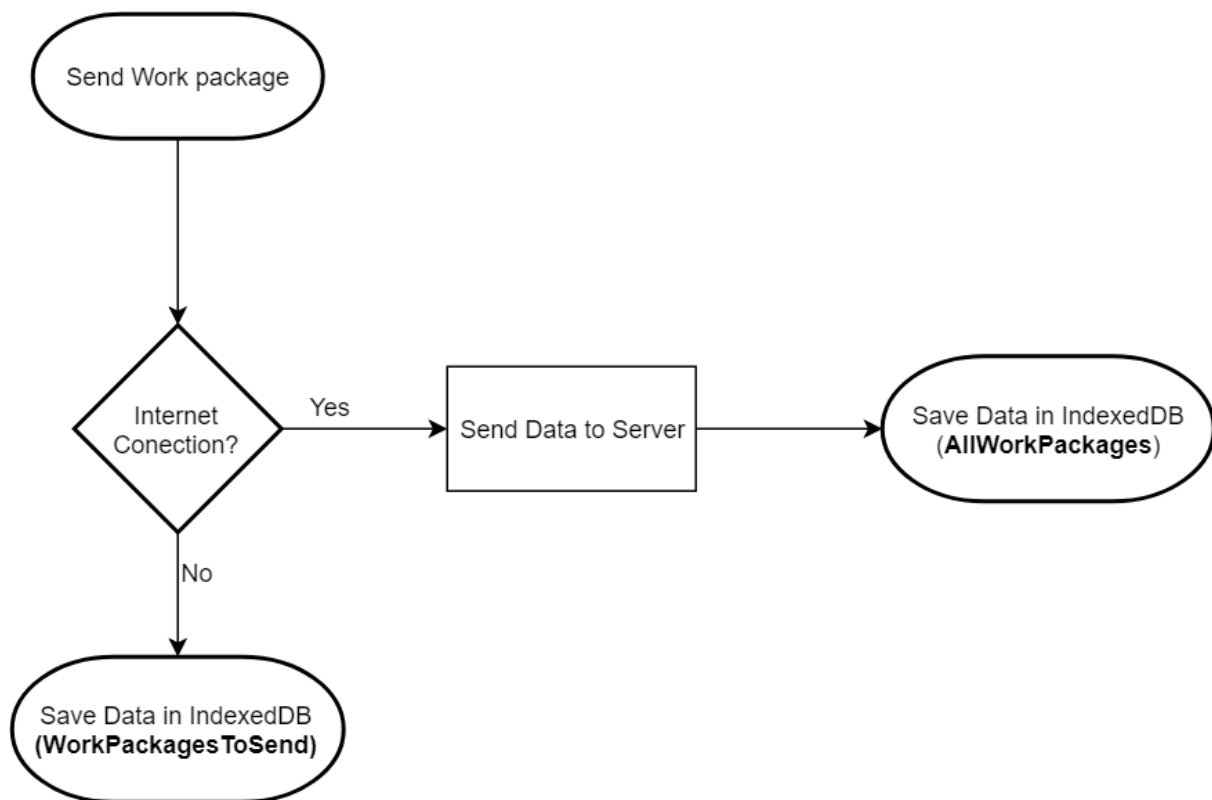 Send Work package
Internet
Conection?
Yes
Send Data to Server
Save Data in IndexedDB
(AllWorkPackages)
No
Save Data in IndexedDB
(WorkPackagesToSend)